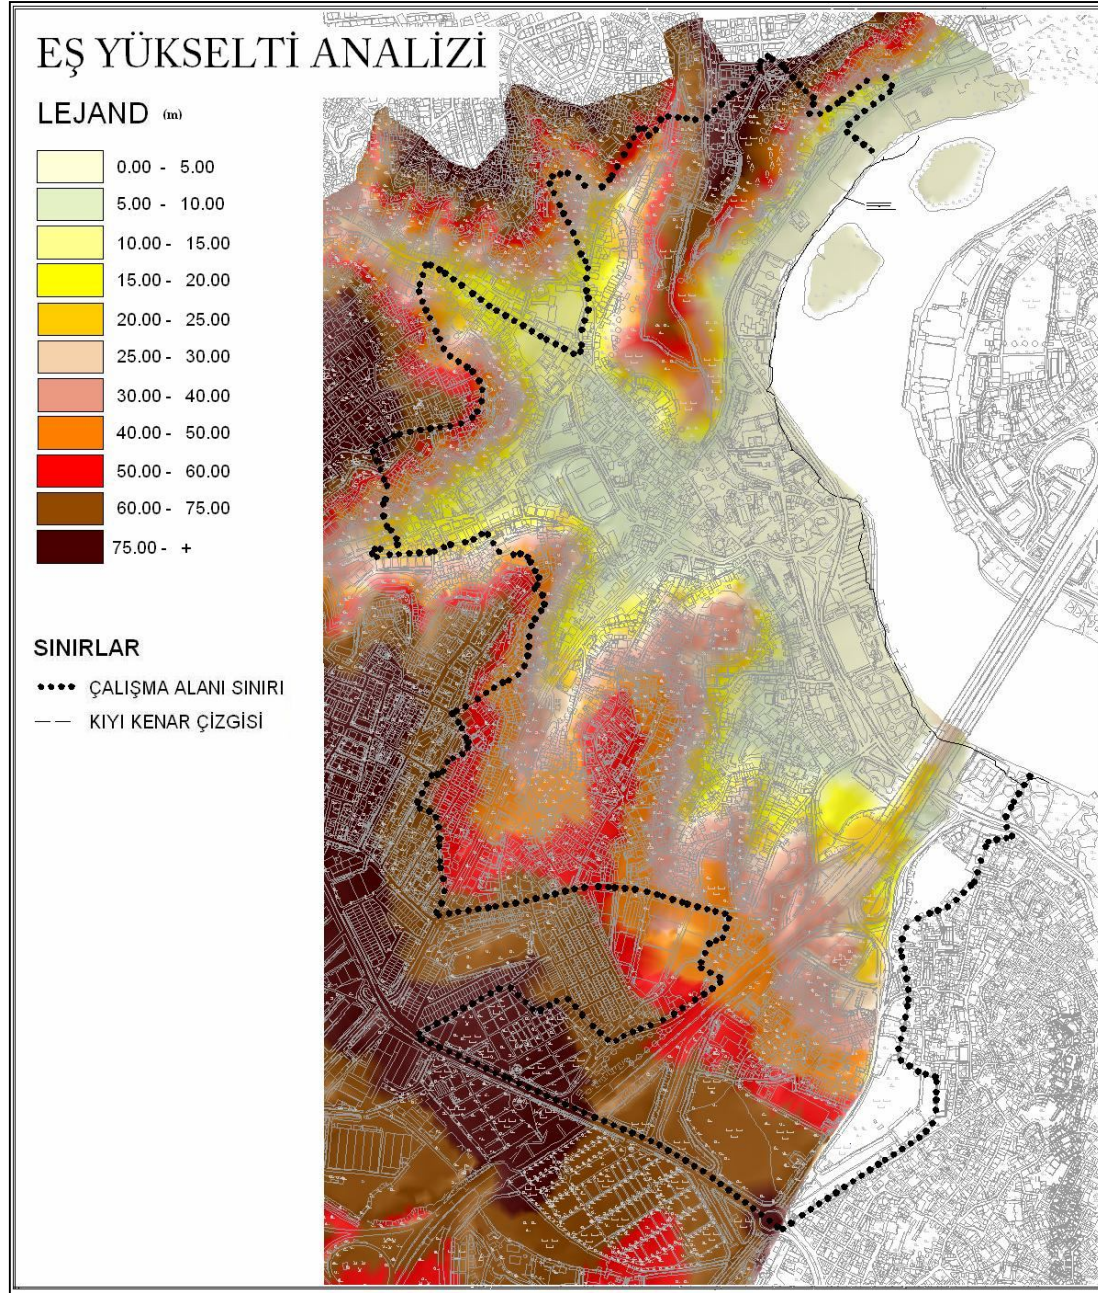 EŞ YÜKSELTİ ANALİZİ
LEJAND (m)
0.00 - 5.00
5.00 - 10.00
10.00 - 15.00
15.00 - 20.00
20.00 - 25.00
25.00 - 30.00
30.00 - 40.00
40.00 - 50.00
50.00 - 60.00
60.00 - 75.00
75.00 - +
SINIRLAR
ÇALIŞMA ALANI SINIRI
KIYI KENAR ÇİZGİSİ